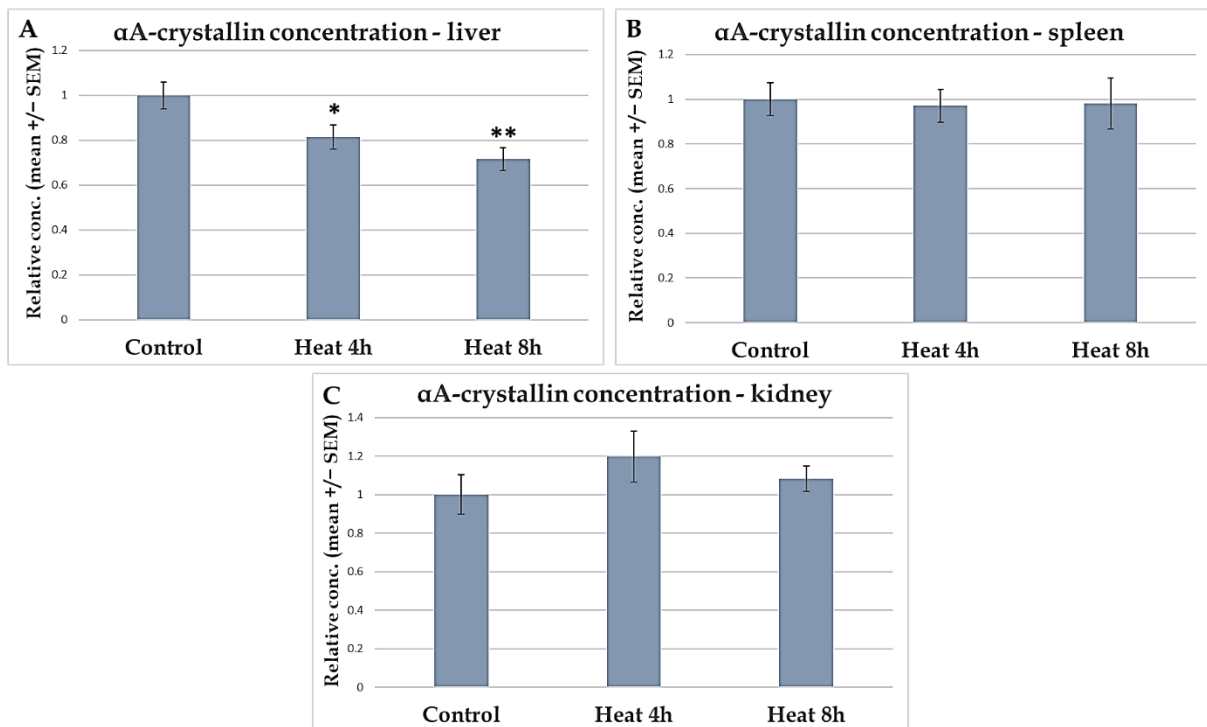 A
αA-crystallin concentration - liver
Relative conc. (mean +/− SEM)
1.2
1
0.8
0.6
0.4
0.2
0
*
**
Control Heat 4h Heat 8h
B
αA-crystallin concentration - spleen
Relative conc. (mean +/− SEM)
1.2
1
0.8
0.6
0.4
0.2
0
Control Heat 4h Heat 8h
C
αA-crystallin concentration - kidney
Relative conc. (mean +/− SEM)
1.4
1.2
1
0.8
0.6
0.4
0.2
0
Control Heat 4h Heat 8h